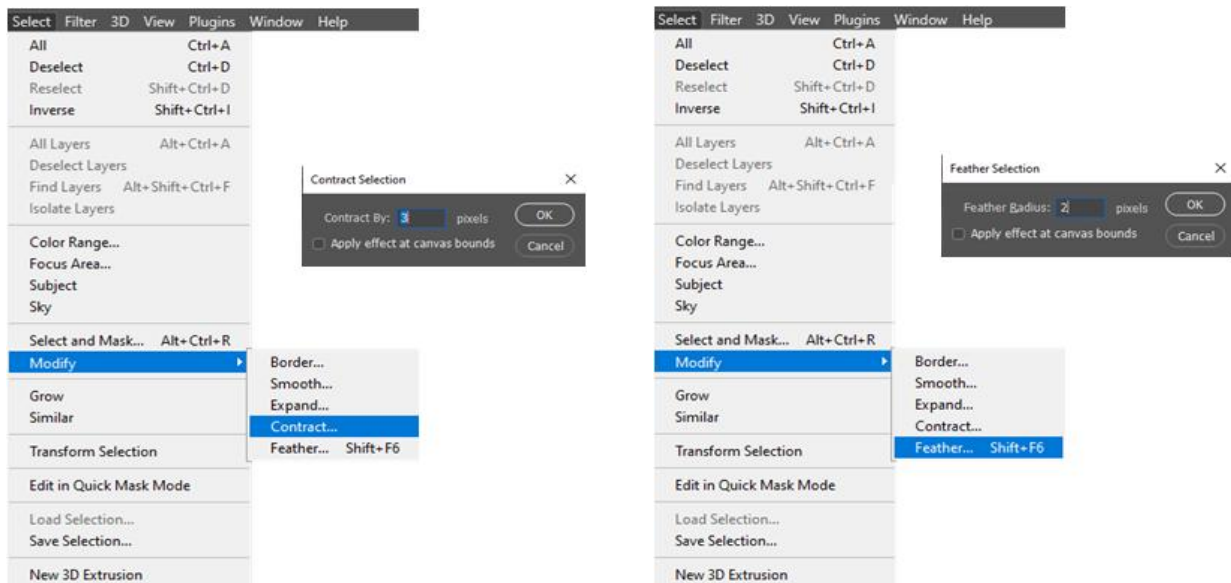 Select Filter 3D View Plugins Window Help
All Ctrl+A
Deselect Ctrl+D
Reselect Shift+Ctrl+D
Inverse Shift+Ctrl+I
All Layers Alt+Ctrl+A
Deselect Layers
Find Layers Alt+Shift+Ctrl+F
Isolate Layers
Color Range...
Focus Area...
Subject
Sky
Select and Mask... Alt+Ctrl+R
Modify
Grow
Similar
Transform Selection
Edit in Quick Mask Mode
Load Selection...
Save Selection...
New 3D Extrusion
Border...
Smooth...
Expand...
Contract...
Feather... Shift+F6
Contract Selection
Contract By: 3 pixels OK
Apply effect at canvas bounds Cancel
Select Filter 3D View Plugins Window Help
All Ctrl+A
Deselect Ctrl+D
Reselect Shift+Ctrl+D
Inverse Shift+Ctrl+I
All Layers Alt+Ctrl+A
Deselect Layers
Find Layers Alt+Shift+Ctrl+F
Isolate Layers
Color Range...
Focus Area...
Subject
Sky
Select and Mask... Alt+Ctrl+R
Modify
Grow
Similar
Transform Selection
Edit in Quick Mask Mode
Load Selection...
Save Selection...
New 3D Extrusion
Border...
Smooth...
Expand...
Contract...
Feather... Shift+F6
Feather Selection
Feather Radius: 2 pixels OK
Apply effect at canvas bounds Cancel